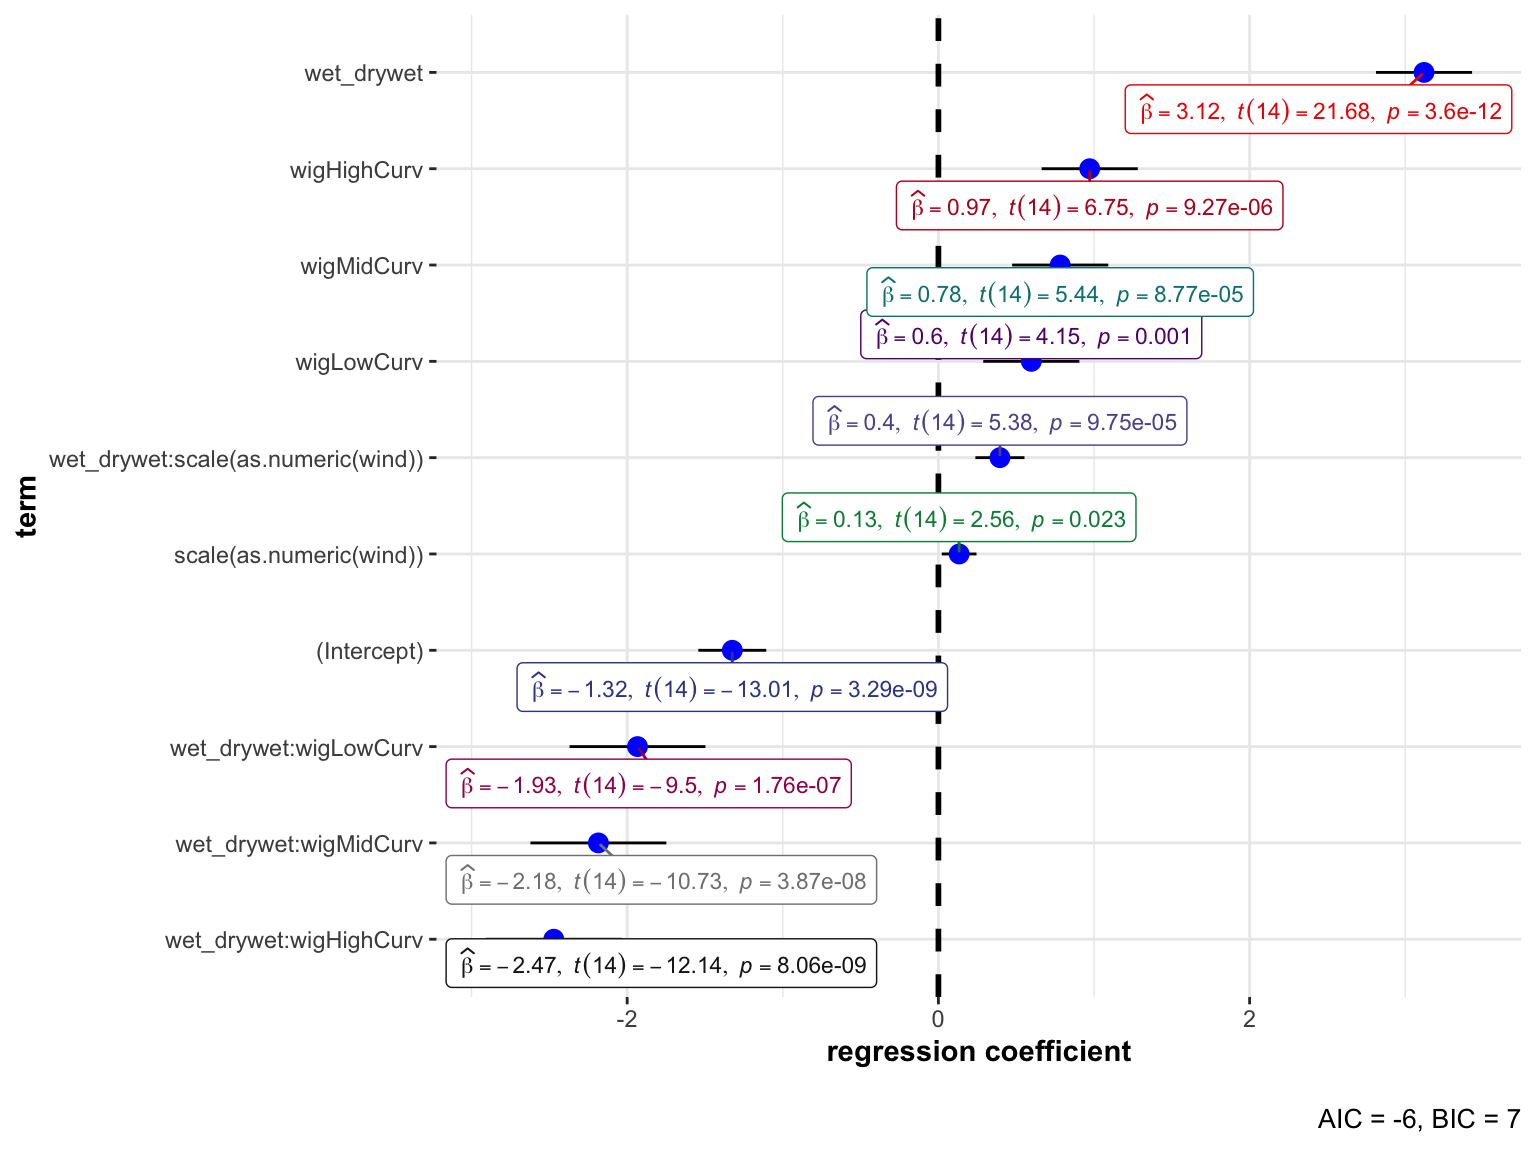 wet_drywet
β̂ = 3.12, t(14) = 21.68, p = 3.6e-12
wigHighCurv
β̂ = 0.97, t(14) = 6.75, p = 9.27e-06
wigMidCurv
β̂ = 0.78, t(14) = 5.44, p = 8.77e-05
β̂ = 0.6, t(14) = 4.15, p = 0.001
wigLowCurv
β̂ = 0.4, t(14) = 5.38, p = 9.75e-05
wet_drywet:scale(as.numeric(wind))
β̂ = 0.13, t(14) = 2.56, p = 0.023
scale(as.numeric(wind))
(Intercept)
β̂ = − 1.32, t(14) = − 13.01, p = 3.29e-09
wet_drywet:wigLowCurv
β̂ = − 1.93, t(14) = − 9.5, p = 1.76e-07
wet_drywet:wigMidCurv
β̂ = − 2.18, t(14) = − 10.73, p = 3.87e-08
wet_drywet:wigHighCurv
β̂ = − 2.47, t(14) = − 12.14, p = 8.06e-09
term
-2 0 2
regression coefficient
AIC = -6, BIC = 7